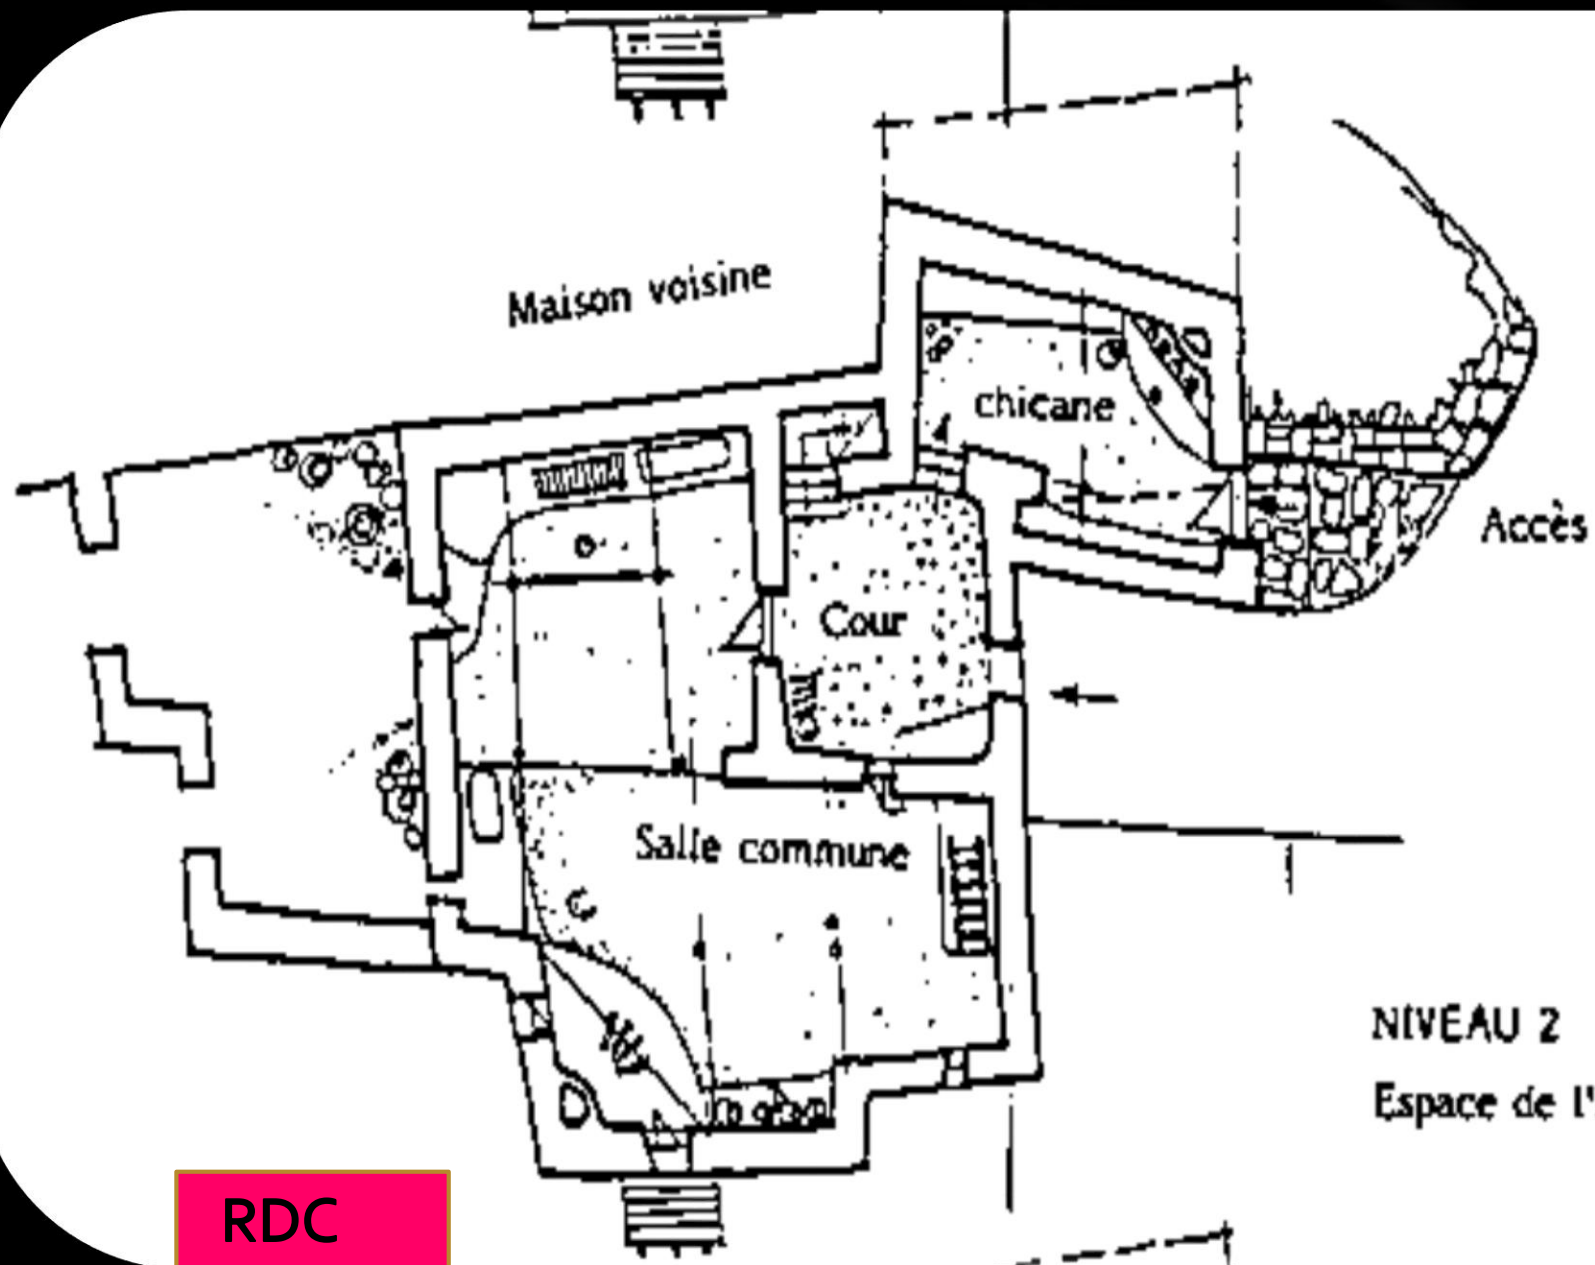 Maison voisine
chicane
Accès
Cour
Salle commune
NIVEAU 2
Espace de l'
RDC